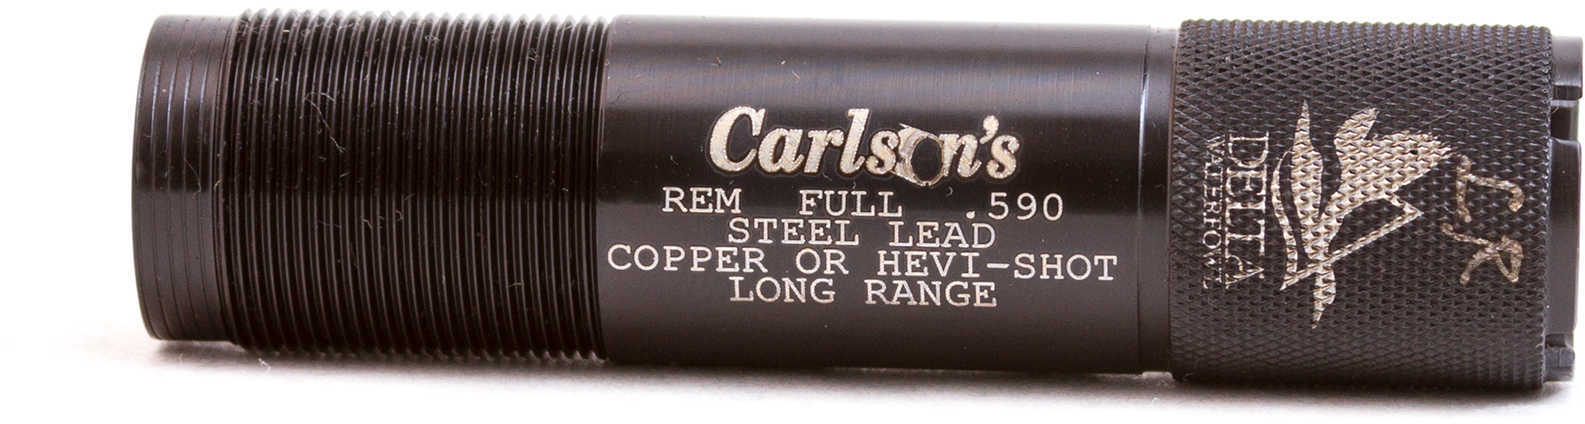 Carlson's
REM FULL .590
STEEL LEAD
COPPER OR HEVI-SHOT
LONG RANGE
DELTA
WATERFOWL
LR